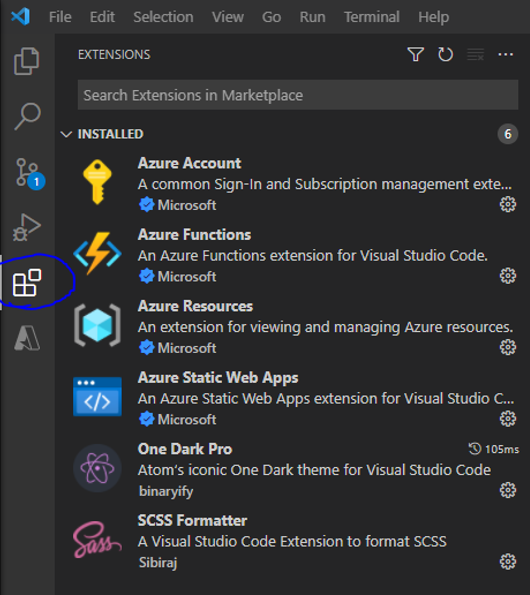 File Edit Selection View Go Run Terminal Help
EXTENSIONS
Search Extensions in Marketplace
INSTALLED 6
Azure Account
A common Sign-In and Subscription management exte...
Microsoft
1
Azure Functions
An Azure Functions extension for Visual Studio Code.
Microsoft
Azure Resources
An extension for viewing and managing Azure resources.
Microsoft
Azure Static Web Apps
An Azure Static Web Apps extension for Visual Studio C...
Microsoft
One Dark Pro 105ms
Atom's iconic One Dark theme for Visual Studio Code
binaryify
SCSS Formatter
A Visual Studio Code Extension to format SCSS
Sass
Sibiraj